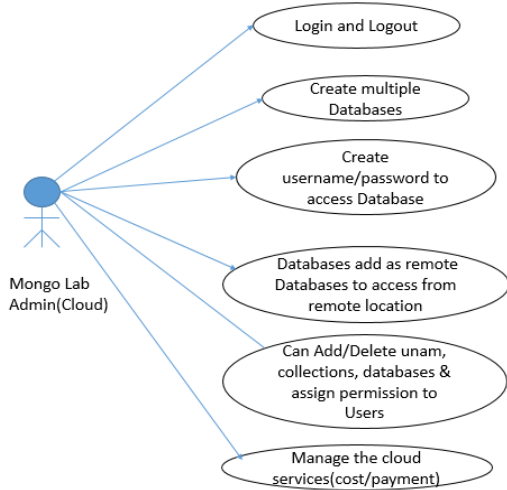 Login and Logout
Create multiple
Databases
Create
username/password to
access Database
Databases add as remote
Databases to access from
remote location
Mongo Lab
Admin(Cloud)
Can Add/Delete unam,
collections, databases &
assign permission to
Users
Manage the cloud
services(cost/payment)